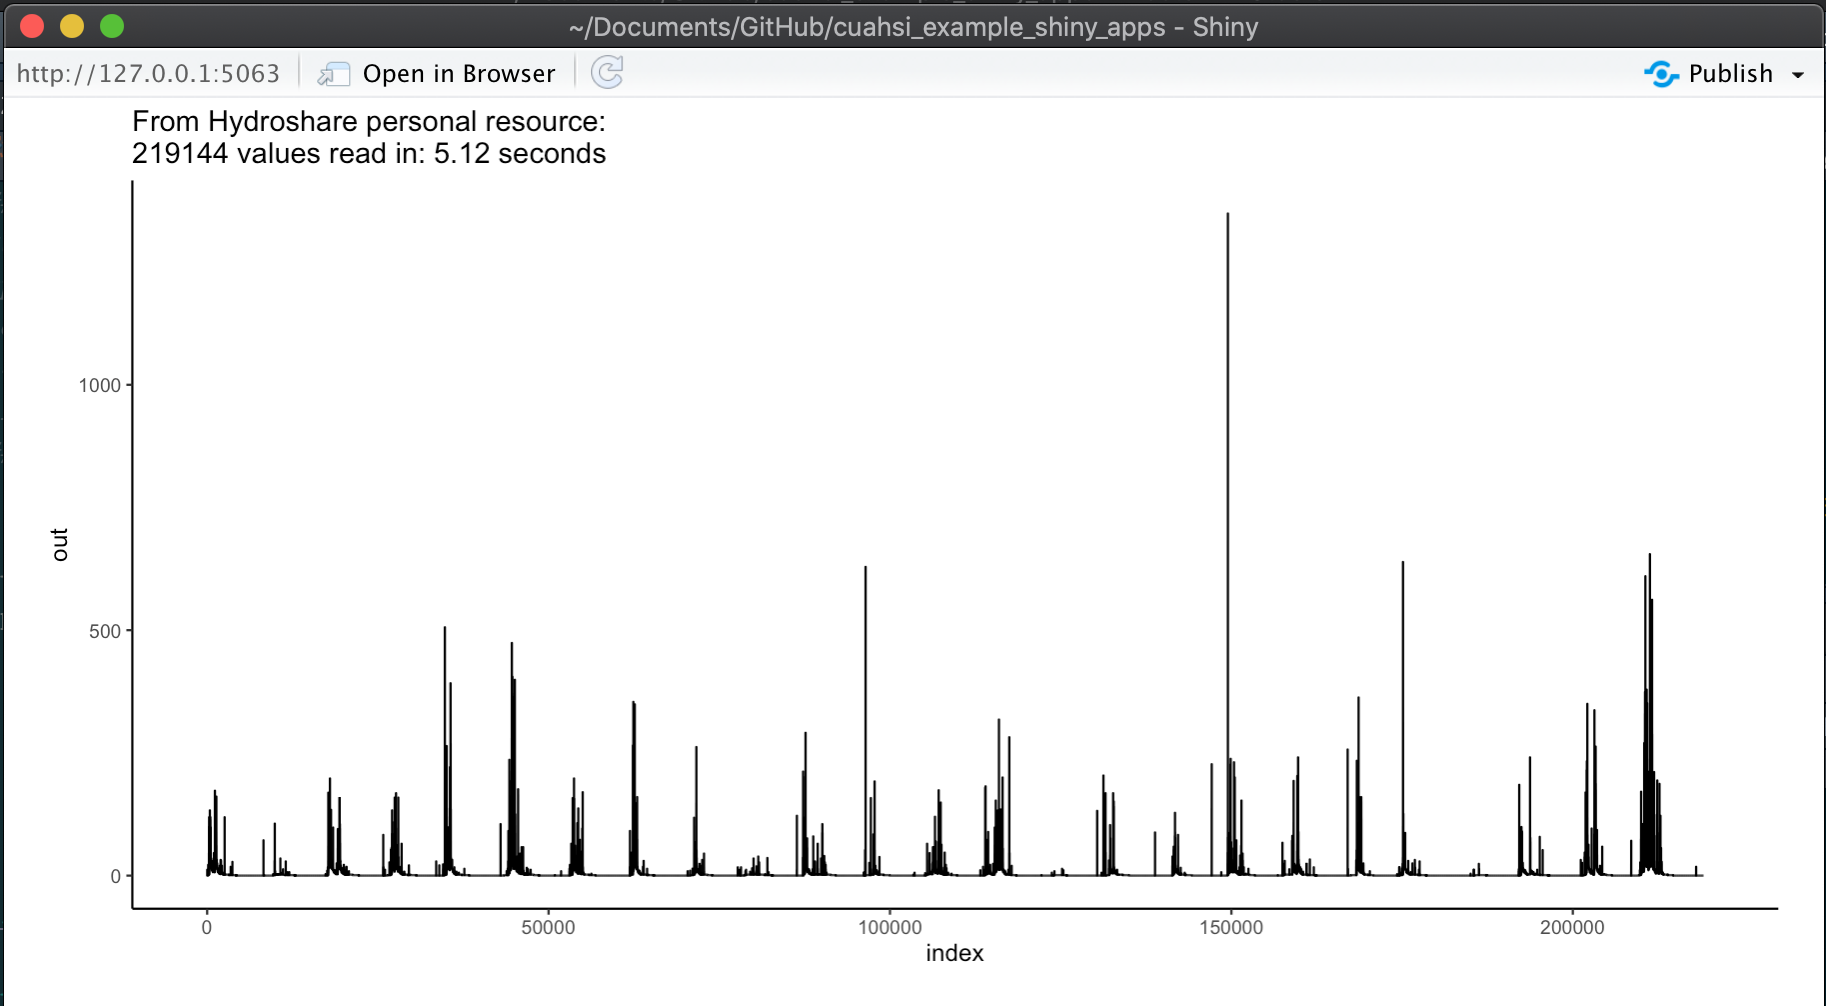 ~/Documents/GitHub/cuahsi_example_shiny_apps - Shiny
http://127.0.0.1:5063 Open in Browser Publish
From Hydroshare personal resource:
219144 values read in: 5.12 seconds
1000
500
0
out
0 50000 100000 150000 200000
index